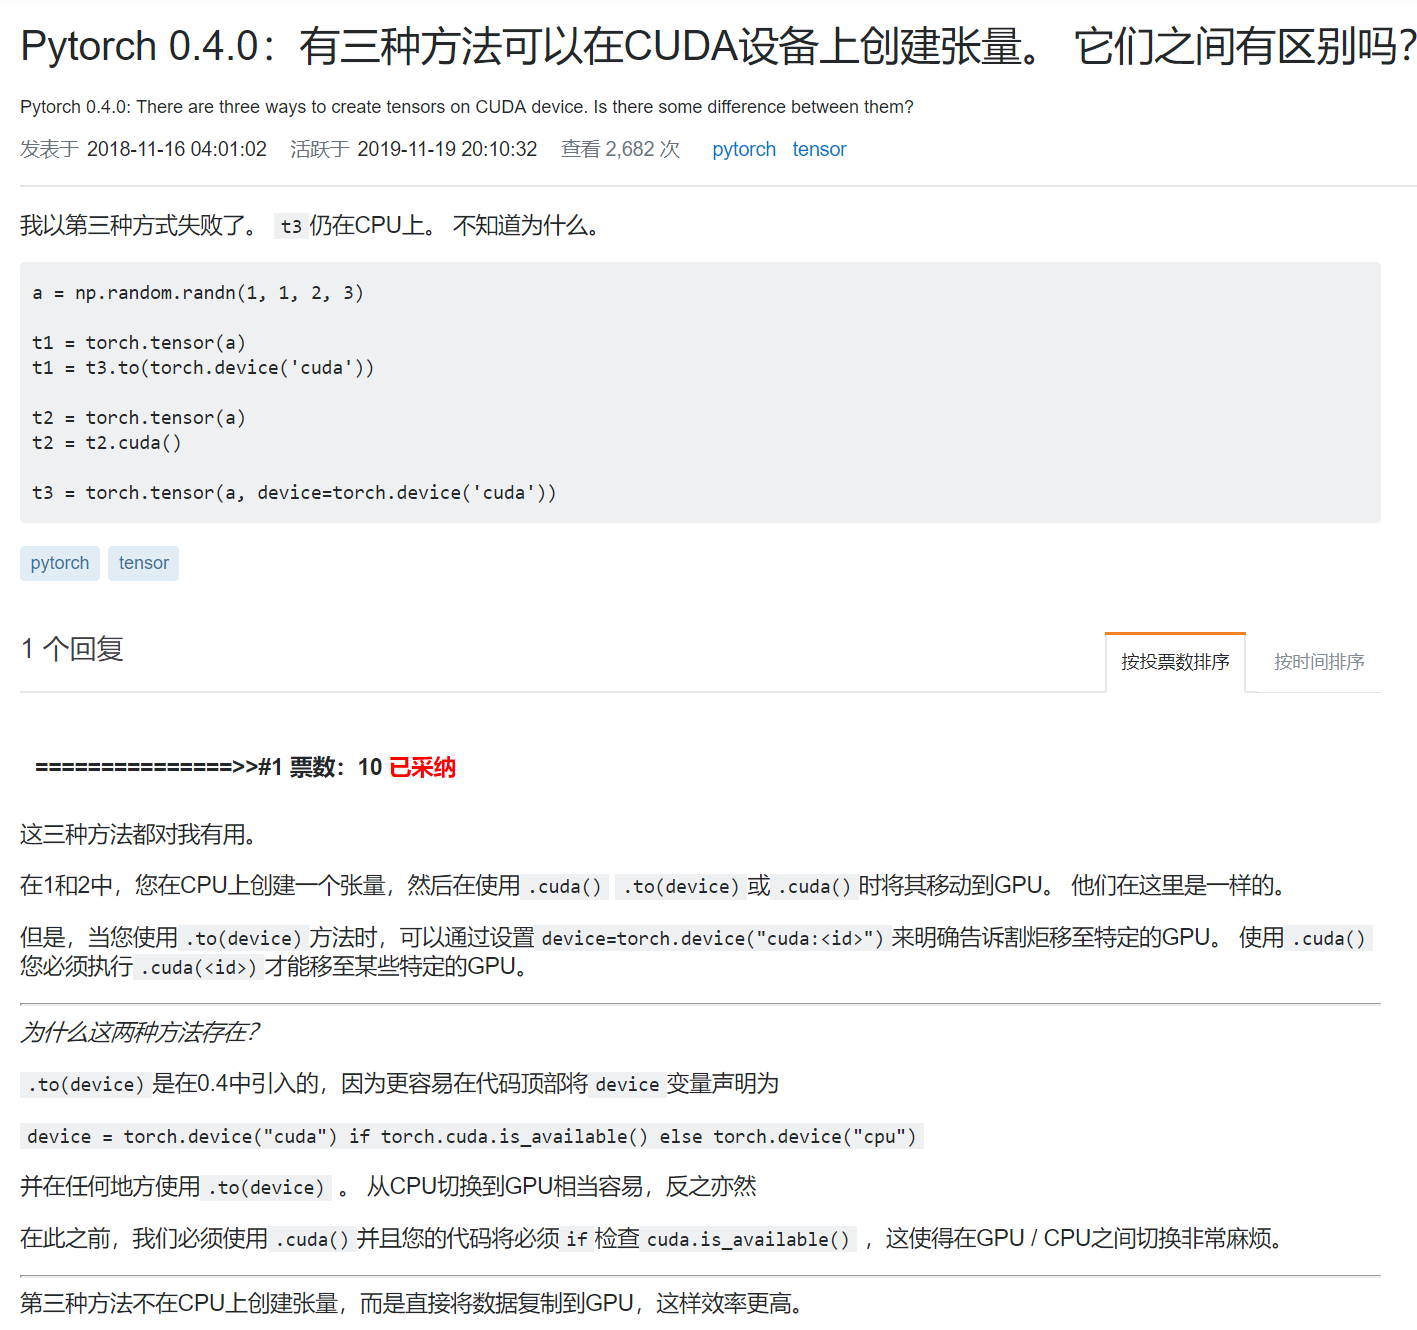 Pytorch 0.4.0：有三种方法可以在CUDA设备上创建张量。 它们之间有区别吗？
Pytorch 0.4.0: There are three ways to create tensors on CUDA device. Is there some difference between them?
发表于 2018-11-16 04:01:02 活跃于 2019-11-19 20:10:32 查看 2,682 次 pytorch tensor
我以第三种方式失败了。 t3仍在CPU上。 不知道为什么。
a = np.random.randn(1, 1, 2, 3)
t1 = torch.tensor(a)
t1 = t3.to(torch.device('cuda'))
t2 = torch.tensor(a)
t2 = t2.cuda()
t3 = torch.tensor(a, device=torch.device('cuda'))
pytorch tensor
1 个回复
按投票数排序 按时间排序
===============>>#1 票数：10 已采纳
这三种方法都对我有用。
在1和2中，您在CPU上创建一个张量，然后在使用 .cuda() .to(device) 或 .cuda() 时将其移动到GPU。 他们在这里是一样的。
但是，当您使用 .to(device) 方法时，可以通过设置 device=torch.device("cuda:<id>") 来明确告诉割炬移至特定的GPU。 使用 .cuda()
您必须执行 .cuda(<id>) 才能移至某些特定的GPU。
为什么这两种方法存在？
.to(device) 是在0.4中引入的，因为更容易在代码顶部将 device 变量声明为
device = torch.device("cuda") if torch.cuda.is_available() else torch.device("cpu")
并在任何地方使用 .to(device) 。 从CPU切换到GPU相当容易，反之亦然
在此之前，我们必须使用 .cuda() 并且您的代码将必须 if 检查 cuda.is_available() ，这使得在GPU / CPU之间切换非常麻烦。
第三种方法不在CPU上创建张量，而是直接将数据复制到GPU，这样效率更高。